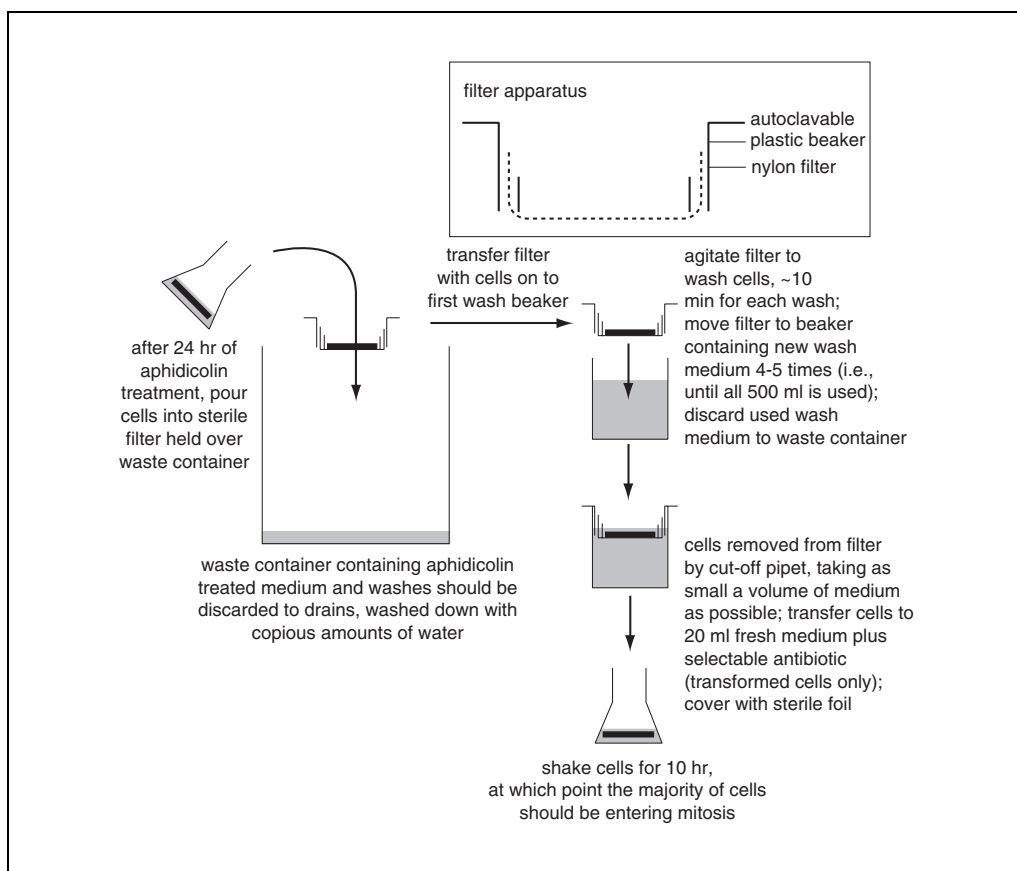 filter apparatus
autoclavable
plastic beaker
nylon filter
after 24 hr of
aphidicolin
treatment, pour
cells into sterile
filter held over
waste container
transfer filter
with cells on to
first wash beaker
agitate filter to
wash cells, ~10
min for each wash;
move filter to beaker
containing new wash
medium 4-5 times (i.e.,
until all 500 ml is used);
discard used wash
medium to waste container
waste container containing aphidicolin
treated medium and washes should be
discarded to drains, washed down with
copious amounts of water
cells removed from filter
by cut-off pipet, taking as
small a volume of medium
as possible; transfer cells to
20 ml fresh medium plus
selectable antibiotic
(transformed cells only);
cover with sterile foil
shake cells for 10 hr,
at which point the majority of cells
should be entering mitosis